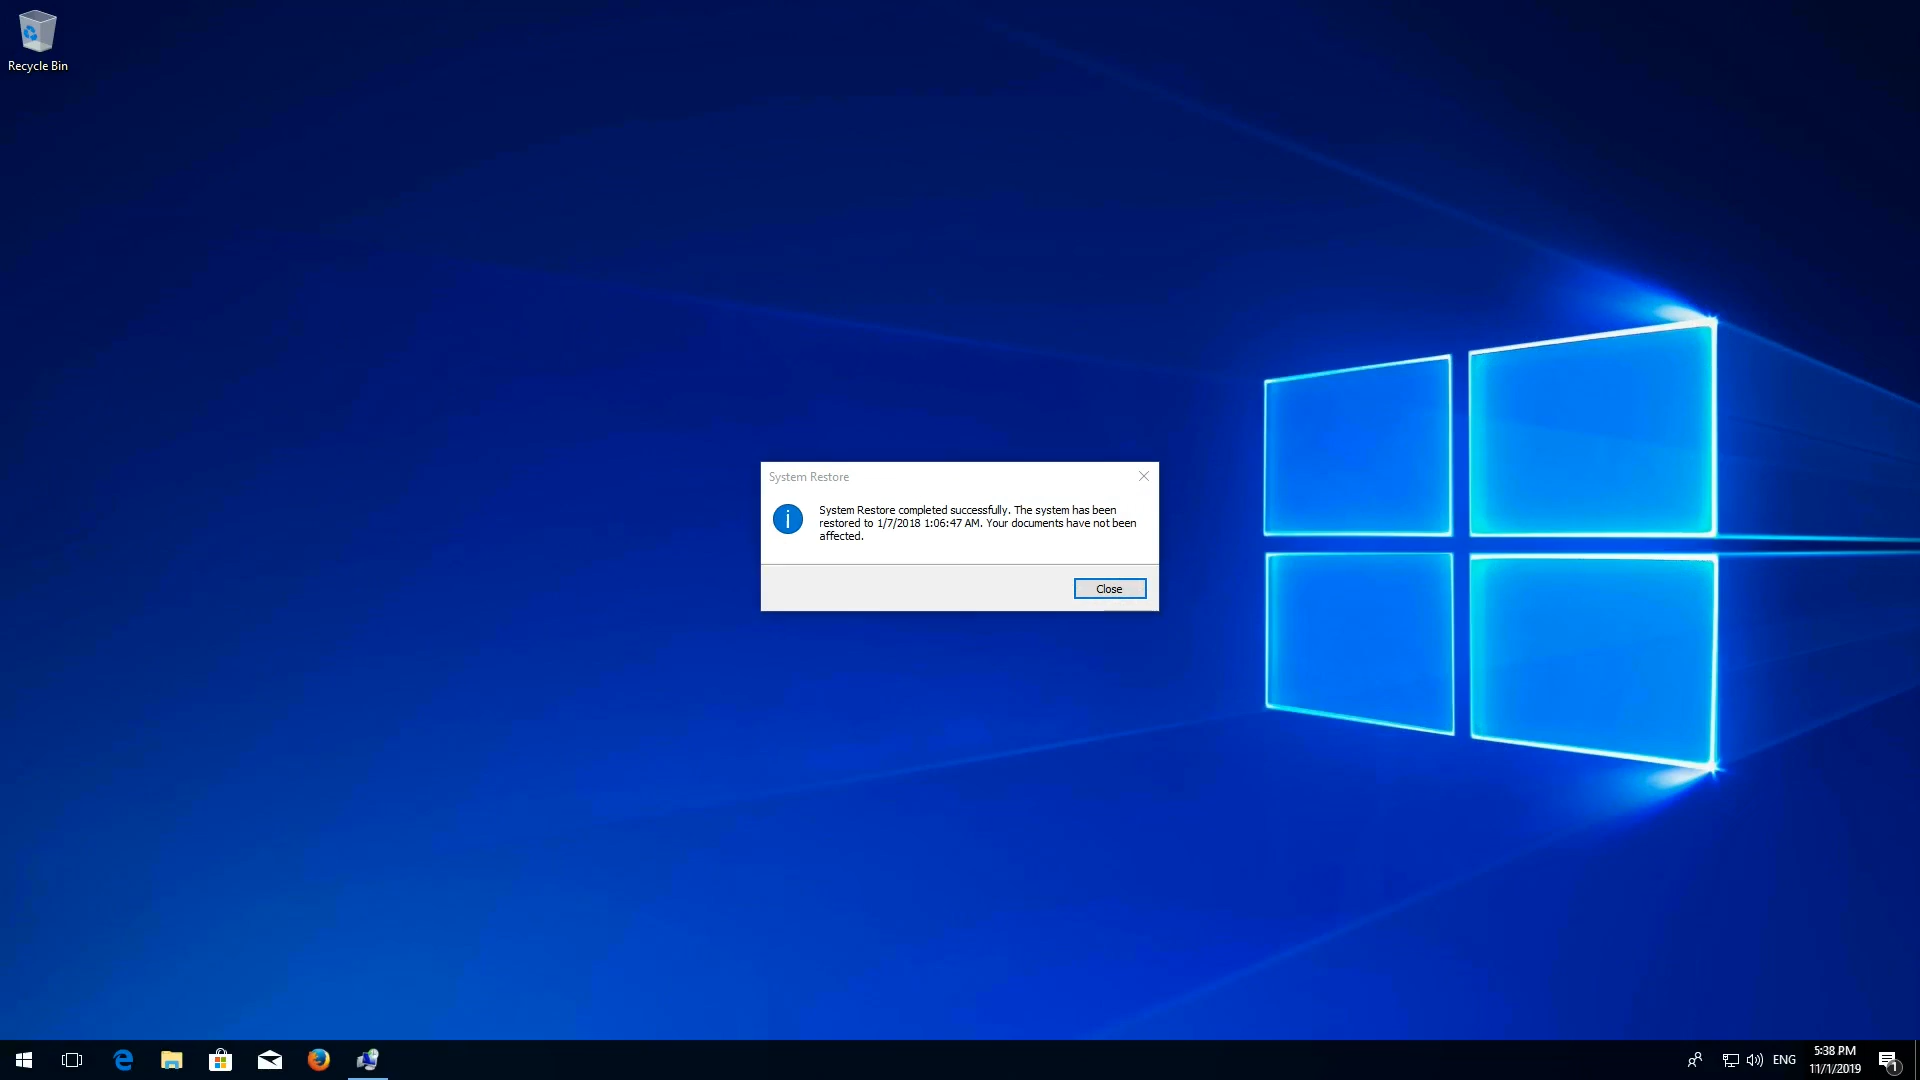 Recycle Bin
System Restore
System Restore completed successfully. The system has been
restored to 1/7/2018 1:06:47 AM. Your documents have not been
affected.
Close
ENG
5:38 PM
11/1/2019
1